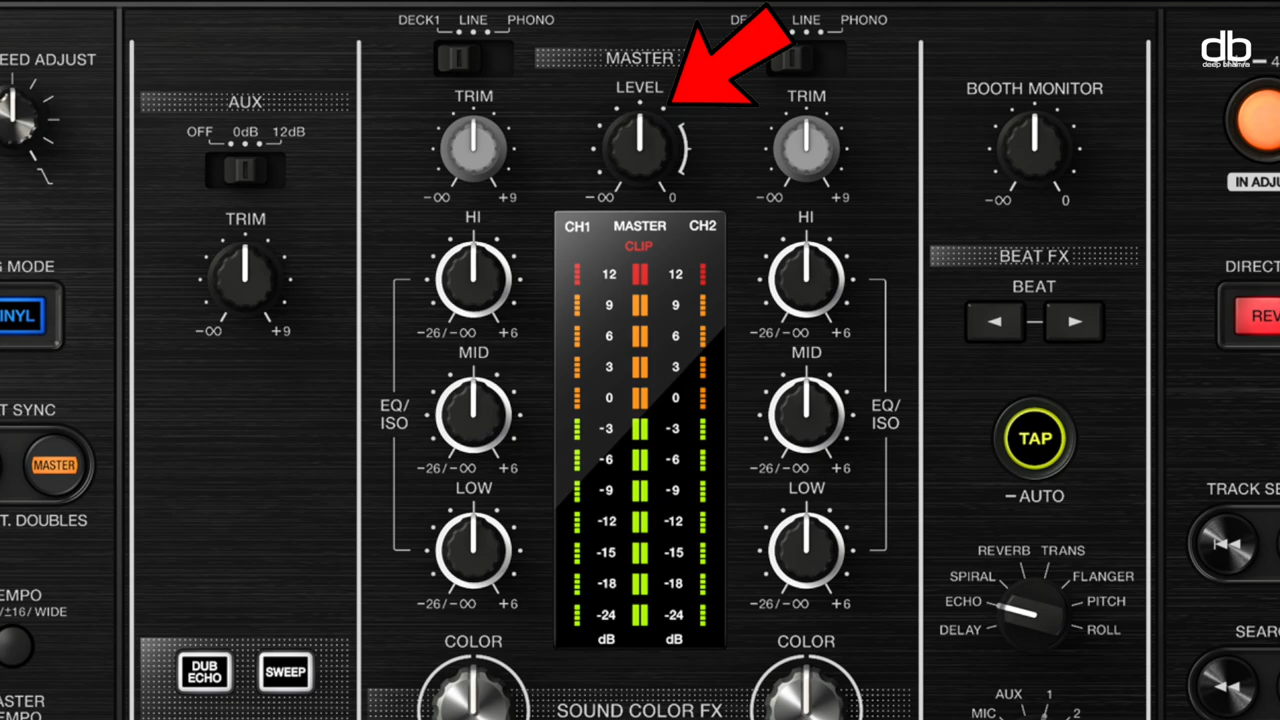 DECK1 LINE PHONO
LINE PHONO
db
deep bhamra
EED ADJUST
MASTER
LEVEL
-∞ 0
AUX
OFF 0dB 12dB
TRIM
-∞ +9
TRIM
-∞ +9
HI
-26/-∞ +6
MID
-26/-∞ +6
LOW
-26/-∞ +6
EQ/
ISO
COLOR
CH1 MASTER CH2
CLIP
12 12
9 9
6 6
3 3
0 0
-3 -3
-6 -6
-9 -9
-12 -12
-15 -15
-18 -18
-24 -24
dB dB
TRIM
-∞ +9
HI
-26/-∞ +6
MID
-26/-∞ +6
LOW
-26/-∞ +6
EQ/
ISO
COLOR
SOUND COLOR FX
BOOTH MONITOR
-∞ 0
BEAT FX
BEAT
TAP
–AUTO
REVERB TRANS
SPIRAL FLANGER
ECHO PITCH
DELAY ROLL
AUX 1
MIC 2
G MODE
INYL
T SYNC
MASTER
T. DOUBLES
EMPO
/±16/WIDE
ASTER
EMPO
DUB
ECHO
SWEEP
IN ADJU
DIRECT
REV
TRACK SE
SEAR